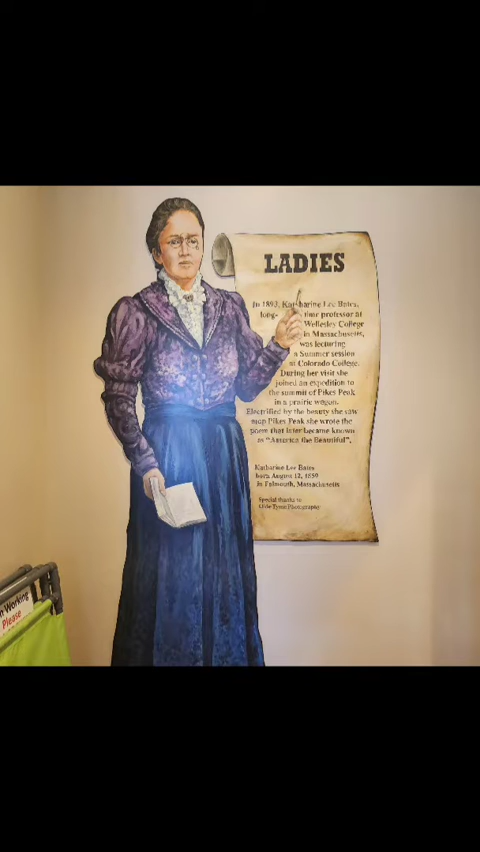 LADIES
In 1893, Katharine Lee Bates,
long- time professor at
Wellesley College
in Massachusetts,
was lecturing
a Summer session
at Colorado College.
During her visit she
joined an expedition to
the summit of Pikes Peak
in a prairie wagon.
Electrified by the beauty she saw
atop Pikes Peak she wrote the
poem that later became known
as "America the Beautiful".
Katharine Lee Bates
born August 12, 1859
in Falmouth, Massachusetts
Special thanks to
Olde Tyme Photography
Working
Please